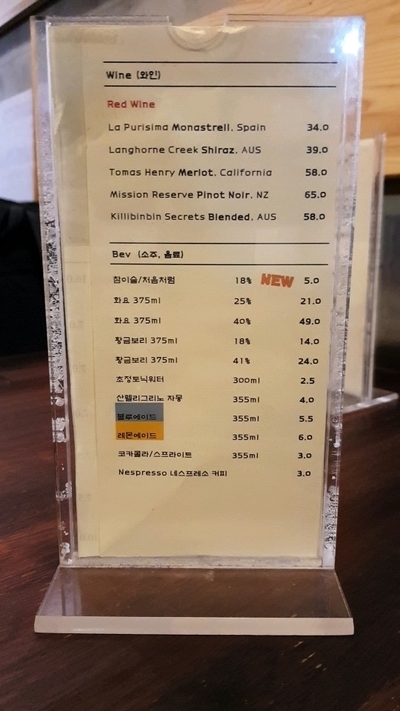 Wine (와인)
Red Wine
La Purisima Monastrell, Spain 34.0
Langhorne Creek Shiraz, AUS 39.0
Tomas Henry Merlot, California 58.0
Mission Reserve Pinot Noir, NZ 65.0
Killibinbin Secrets Blended, AUS 58.0
Bev (소주, 음료)
참이슬/처음처럼 18% NEW 5.0
화요 375ml 25% 21.0
화요 375ml 40% 49.0
황금보리 375ml 18% 14.0
황금보리 375ml 41% 24.0
초정토닉워터 300ml 2.5
산펠리그리노 자몽 355ml 4.0
블루에이드 355ml 5.5
레몬에이드 355ml 6.0
코카콜라/스프라이트 355ml 3.0
Nespresso 네스프레소 커피 3.0